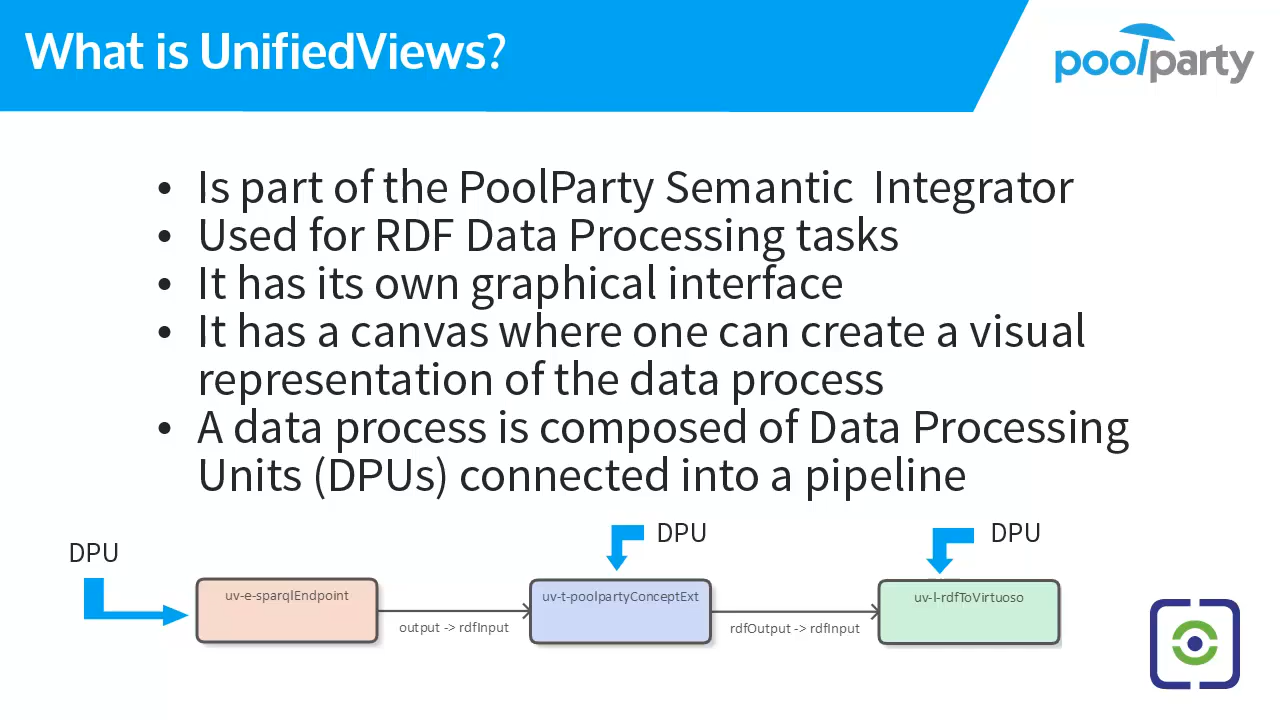 What is UnifiedViews?
poolparty
• Is part of the PoolParty Semantic  Integrator
• Used for RDF Data Processing tasks
• It has its own graphical interface
• It has a canvas where one can create a visual
representation of the data process
• A data process is composed of Data Processing
Units (DPUs) connected into a pipeline
DPU
DPU
DPU
uv-e-sparqlEndpoint
output -> rdfInput
uv-t-poolpartyConceptExt
rdfOutput -> rdfInput
uv-l-rdfToVirtuoso